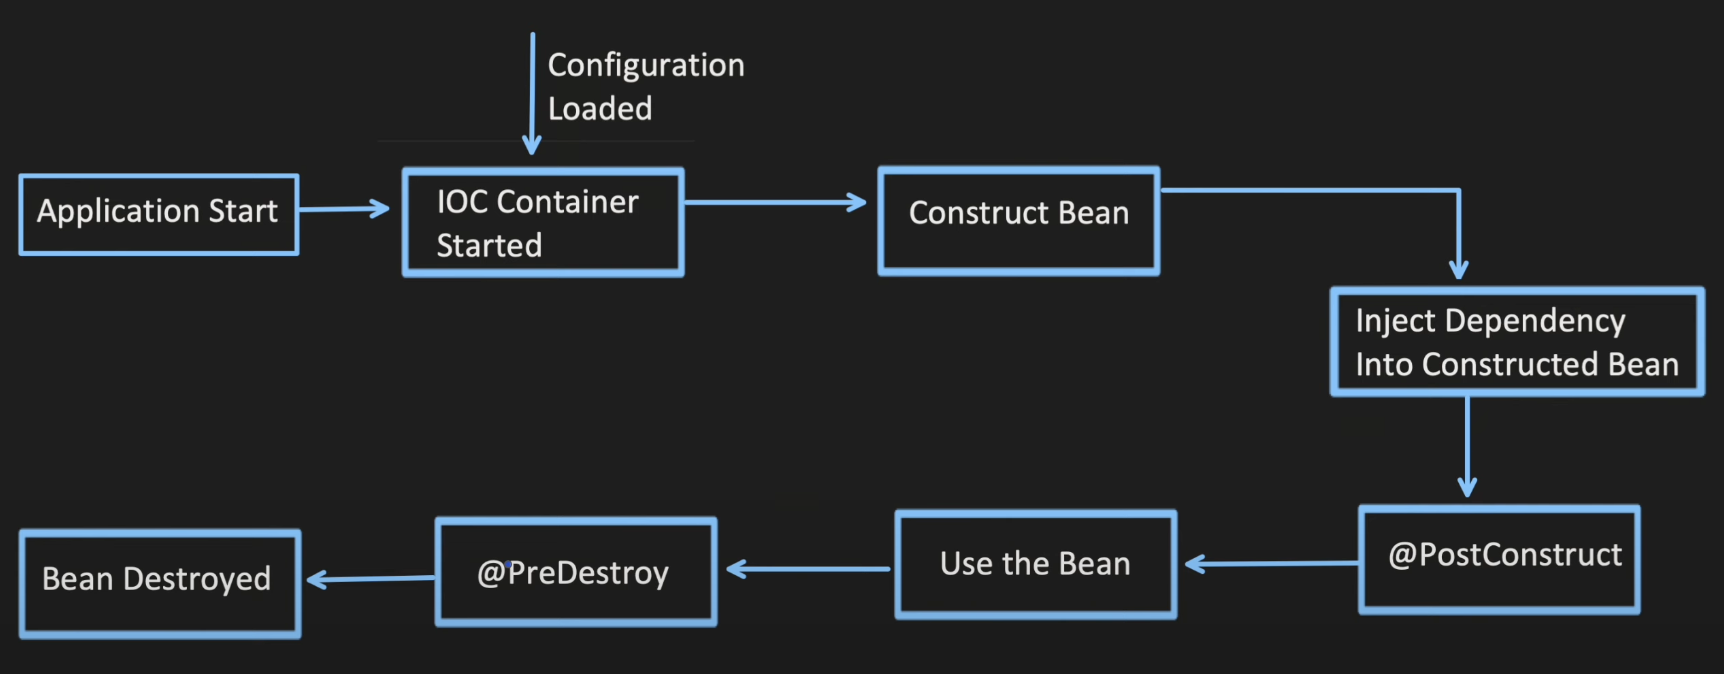 Configuration
Loaded
Application Start
IOC Container
Started
Construct Bean
Inject Dependency
Into Constructed Bean
@PostConstruct
Use the Bean
@PreDestroy
Bean Destroyed